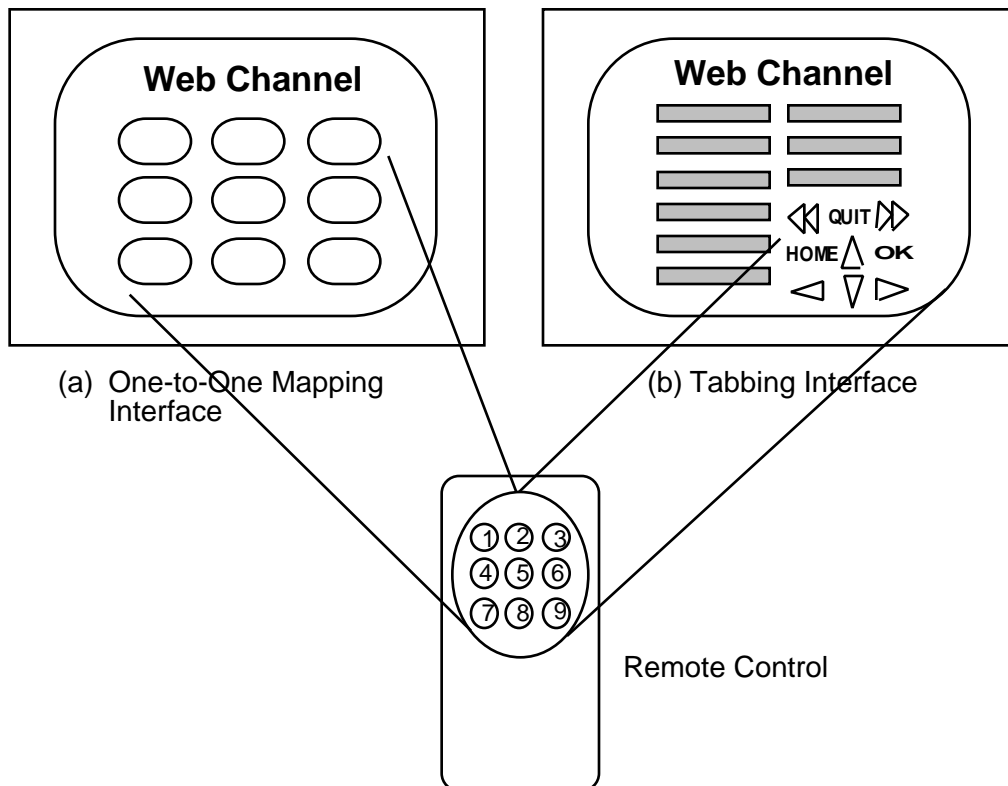 Web Channel
Web Channel
QUIT
HOME OK
(a) One-to-One Mapping
Interface
(b) Tabbing Interface
1 2 3
4 5 6
7 8 9
Remote Control